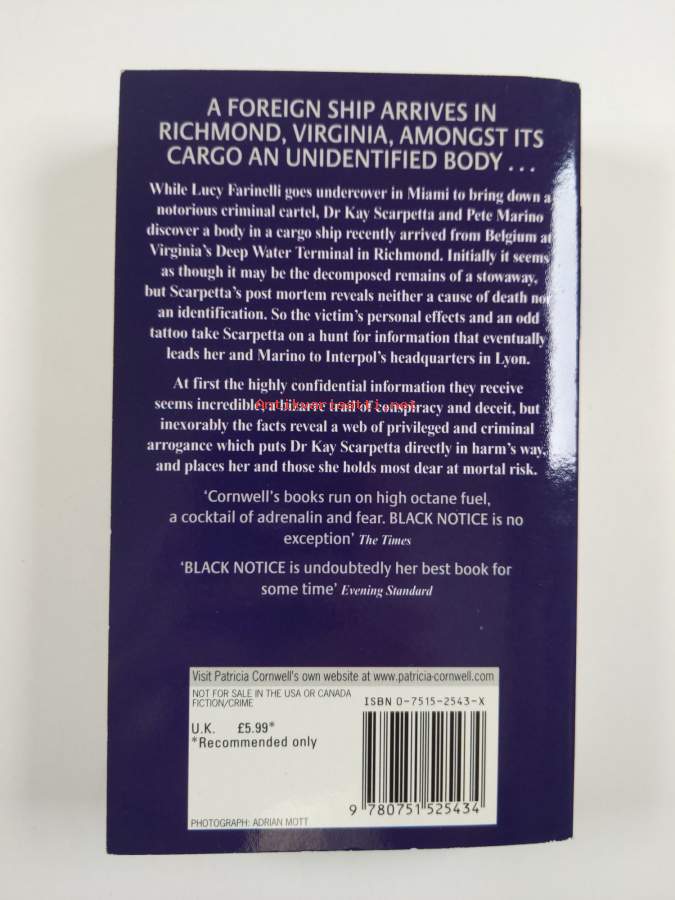 A FOREIGN SHIP ARRIVES IN
RICHMOND, VIRGINIA, AMONGST ITS
CARGO AN UNIDENTIFIED BODY . . .
While Lucy Farinelli goes undercover in Miami to bring down a
notorious criminal cartel, Dr Kay Scarpetta and Pete Marino
discover a body in a cargo ship recently arrived from Belgium at
Virginia's Deep Water Terminal in Richmond. Initially it seems
as though it may be the decomposed remains of a stowaway,
but Scarpetta's post mortem reveals neither a cause of death nor
an identification. So the victim's personal effects and an odd
tattoo take Scarpetta on a hunt for information that eventually
leads her and Marino to Interpol's headquarters in Lyon.
At first the highly confidential information they receive
seems incredible, a bizarre trail of conspiracy and deceit, but
Antikvariaatti.net
inexorably the facts reveal a web of privileged and criminal
arrogance which puts Dr Kay Scarpetta directly in harm's way,
and places her and those she holds most dear at mortal risk.
'Cornwell's books run on high octane fuel,
a cocktail of adrenalin and fear. BLACK NOTICE is no
exception' The Times
'BLACK NOTICE is undoubtedly her best book for
some time' Evening Standard
Visit Patricia Cornwell's own website at www.patricia-cornwell.com
NOT FOR SALE IN THE USA OR CANADA
FICTION/CRIME
ISBN 0-7515-2543-X
U.K. £5.99*
*Recommended only
9 780751 525434
PHOTOGRAPH: ADRIAN MOTT